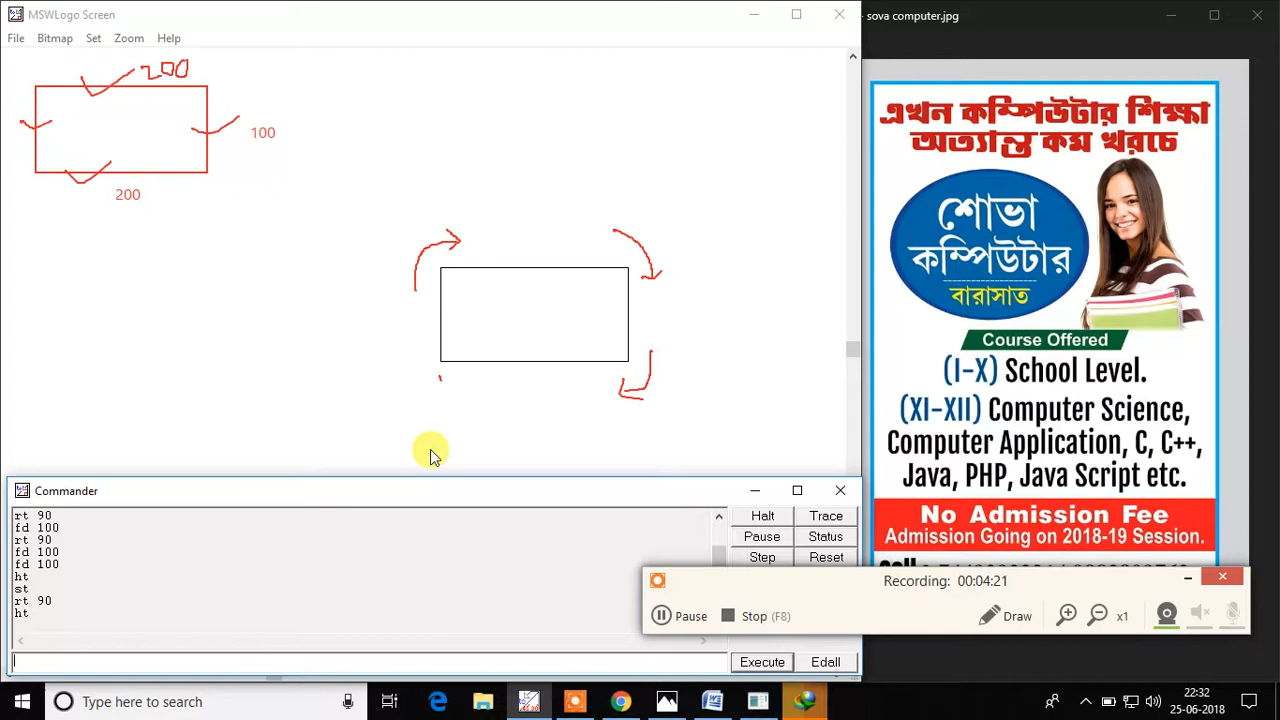 MSWLogo Screen
File Bitmap Set Zoom Help
200
100
200
Commander
rt 90
fd 100
rt 90
fd 100
fd 100
ht
st
rt 90
ht
Halt Trace
Pause Status
Step Reset
Execute Edall
- sova computer.jpg
এখন কম্পিউটার শিক্ষা
অত্যান্ত কম খরচে
শোভা
কম্পিউটার
বারাসাত
Course Offered
(I-X) School Level.
(XI-XII) Computer Science,
Computer Application, C, C++,
Java, PHP, Java Script etc.
No Admission Fee
Admission Going on 2018-19 Session.
Recording: 00:04:21
Pause Stop (F8) Draw x1
Type here to search
22:32
25-06-2018